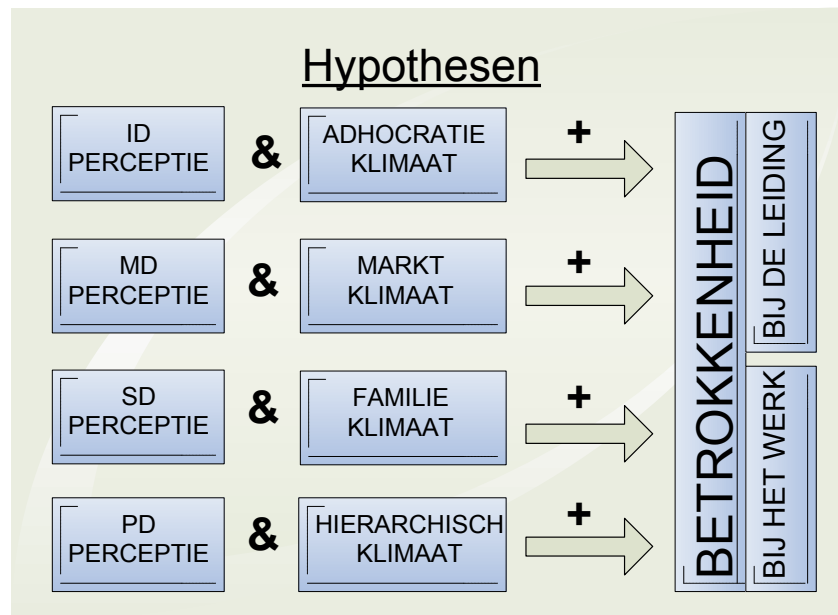 Hypothesen
ID
PERCEPTIE
&
ADHOCRATIE
KLIMAAT
+
MD
PERCEPTIE
&
MARKT
KLIMAAT
+
SD
PERCEPTIE
&
FAMILIE
KLIMAAT
+
PD
PERCEPTIE
&
HIERARCHISCH
KLIMAAT
+
BETROKKENHEID
BIJ DE LEIDING
BIJ HET WERK